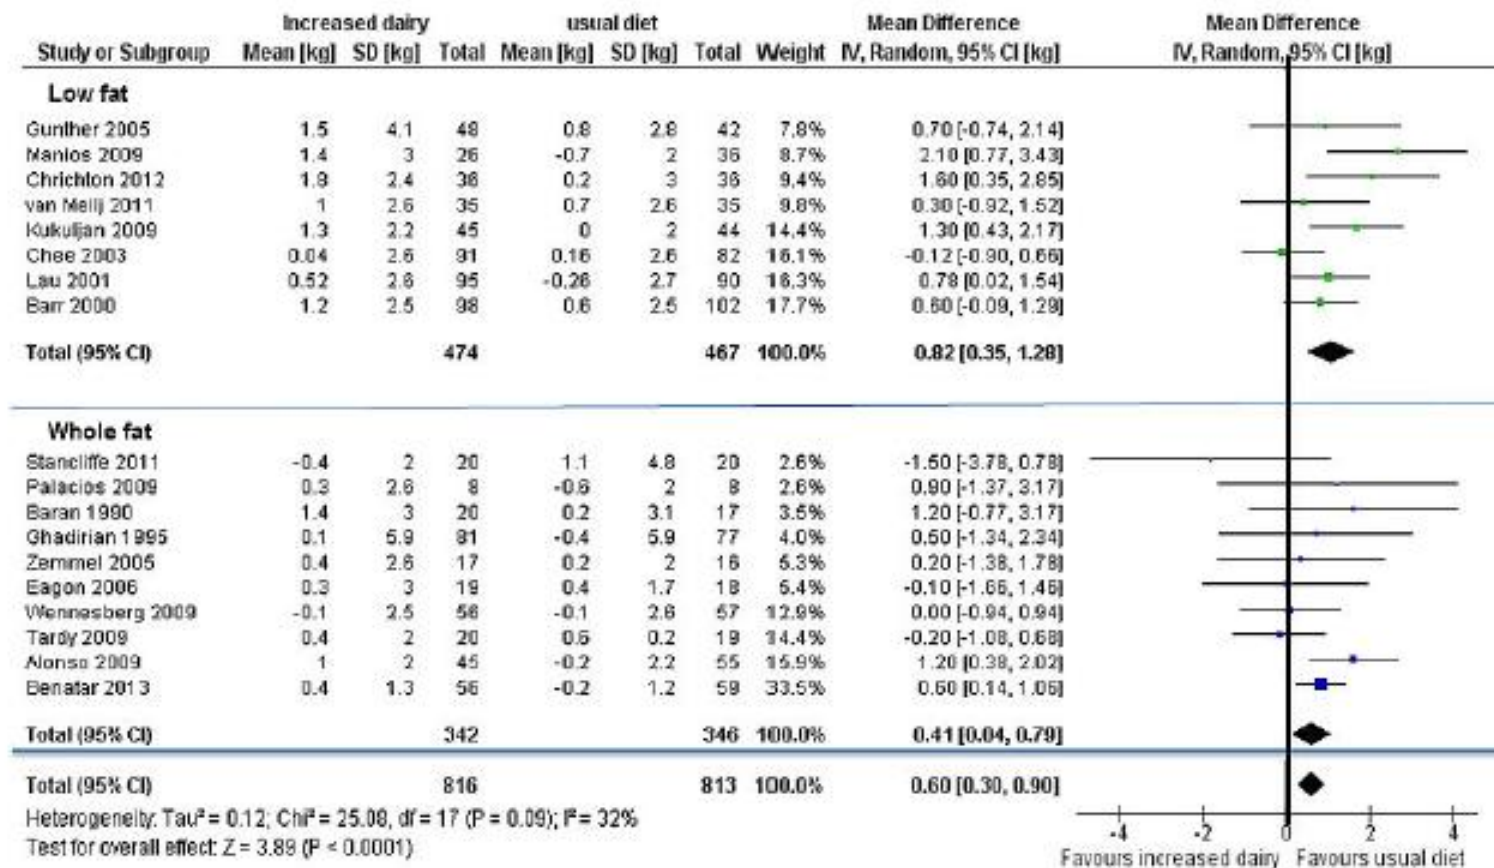 Increased dairy usual diet Mean Difference Mean Difference
Study or Subgroup Mean [kg] SD [kg] Total Mean [kg] SD [kg] Total Weight IV, Random, 95% CI [kg] IV, Random, 95% CI [kg]
Low fat
Gunther 2005 1.5 4.1 48 0.8 2.8 42 7.8% 0.70 [-0.74, 2.14]
Manios 2009 1.4 3 26 -0.7 2 36 8.7% 2.10 [0.77, 3.43]
Chrichton 2012 1.8 2.4 36 0.2 3 36 9.4% 1.60 [0.35, 2.85]
van Meilj 2011 1 2.6 35 0.7 2.6 35 9.8% 0.30 [-0.92, 1.52]
Kukuljan 2009 1.3 2.2 45 0 2 44 14.4% 1.30 [0.43, 2.17]
Chee 2003 0.04 2.6 91 0.16 2.6 82 16.1% -0.12 [-0.90, 0.66]
Lau 2001 0.52 2.6 95 -0.26 2.7 90 16.3% 0.78 [0.02, 1.54]
Barr 2000 1.2 2.5 98 0.6 2.5 102 17.7% 0.60 [-0.09, 1.29]
Total (95% CI) 474 467 100.0% 0.82 [0.35, 1.28]
Whole fat
Stancliffe 2011 -0.4 2 20 1.1 4.8 20 2.6% -1.50 [-3.78, 0.78]
Palacios 2009 0.3 2.6 8 -0.6 2 8 2.6% 0.90 [-1.37, 3.17]
Baran 1990 1.4 3 20 0.2 3.1 17 3.5% 1.20 [-0.77, 3.17]
Ghadirian 1995 0.1 5.9 81 -0.4 5.9 77 4.0% 0.50 [-1.34, 2.34]
Zemmel 2005 0.4 2.6 17 0.2 2 16 5.3% 0.20 [-1.38, 1.78]
Eagon 2006 0.3 3 19 0.4 1.7 18 5.4% -0.10 [-1.66, 1.46]
Wennesberg 2009 -0.1 2.5 56 -0.1 2.6 57 12.9% 0.00 [-0.94, 0.94]
Tardy 2009 0.4 2 20 0.6 0.2 19 14.4% -0.20 [-1.08, 0.68]
Alonso 2009 1 2 45 -0.2 2.2 55 15.9% 1.20 [0.38, 2.02]
Benatar 2013 0.4 1.3 56 -0.2 1.2 59 33.5% 0.60 [0.14, 1.06]
Total (95% CI) 342 346 100.0% 0.41 [0.04, 0.79]
Total (95% CI) 816 813 100.0% 0.60 [0.30, 0.90]
Heterogeneity: Tau² = 0.12; Chi² = 25.08, df = 17 (P = 0.09); I² = 32%
Test for overall effect: Z = 3.89 (P < 0.0001)
-4 -2 0 2 4
Favours increased dairy Favours usual diet